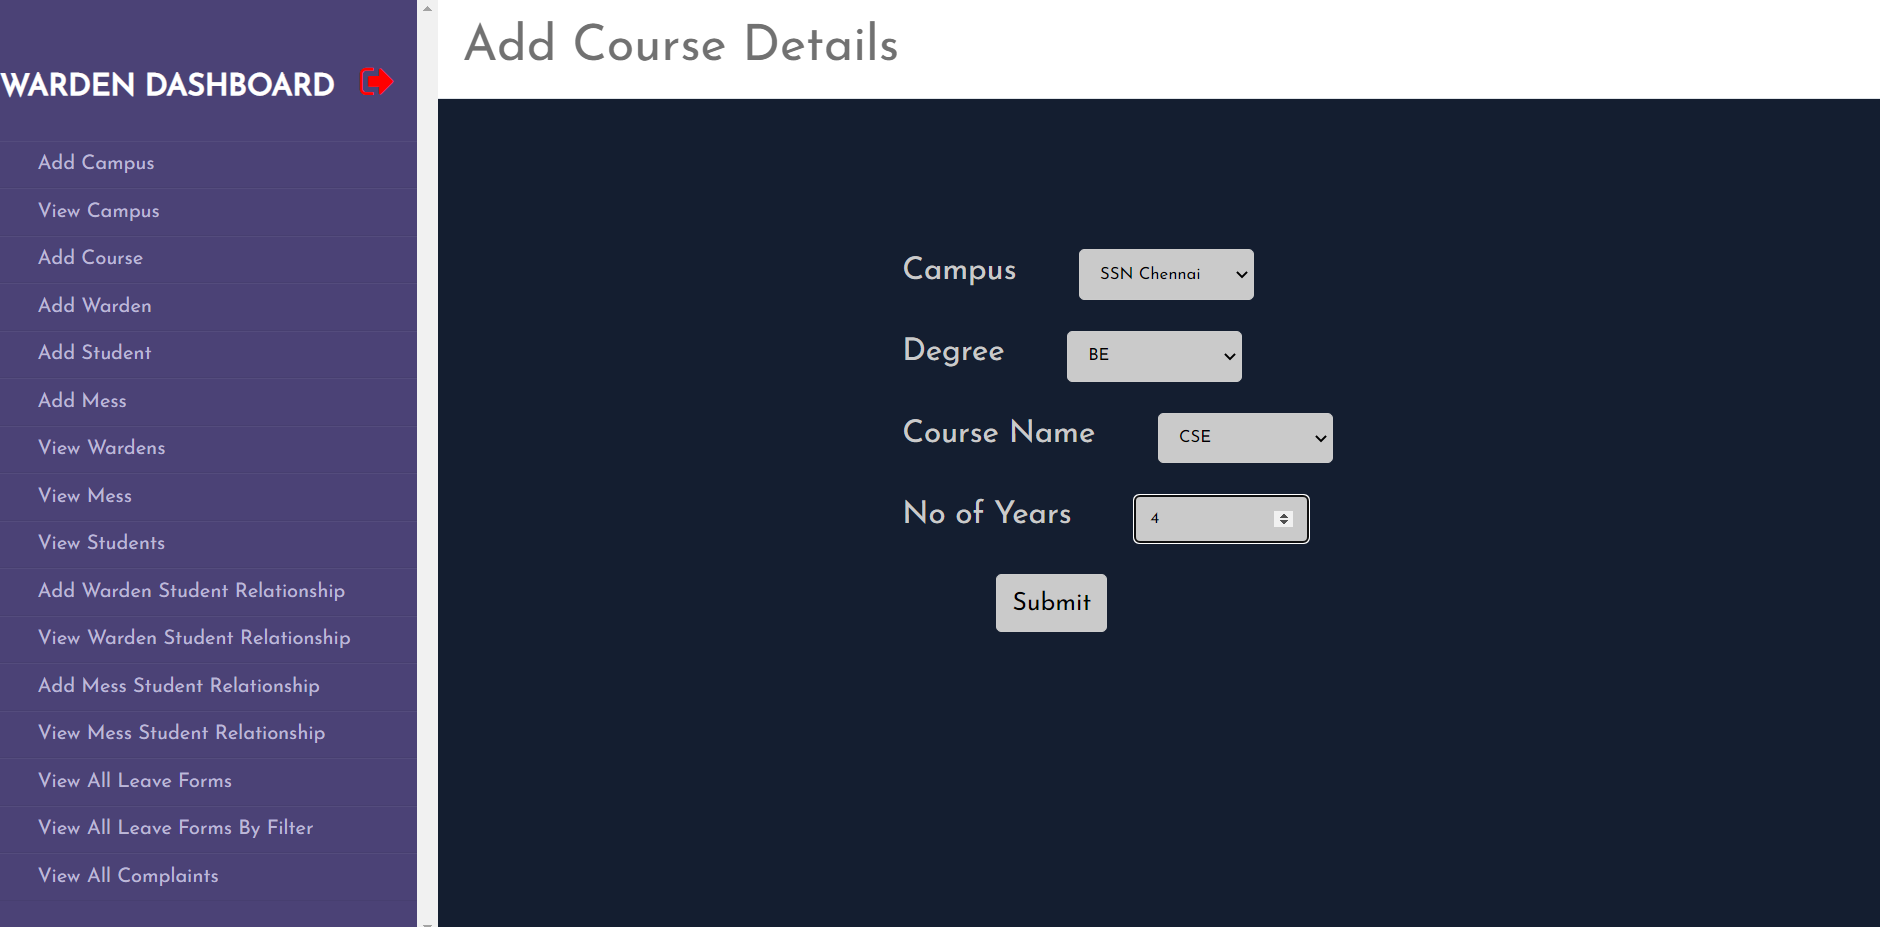 WARDEN DASHBOARD
Add Campus
View Campus
Add Course
Add Warden
Add Student
Add Mess
View Wardens
View Mess
View Students
Add Warden Student Relationship
View Warden Student Relationship
Add Mess Student Relationship
View Mess Student Relationship
View All Leave Forms
View All Leave Forms By Filter
View All Complaints
Add Course Details
Campus SSN Chennai
Degree BE
Course Name CSE
No of Years 4
Submit